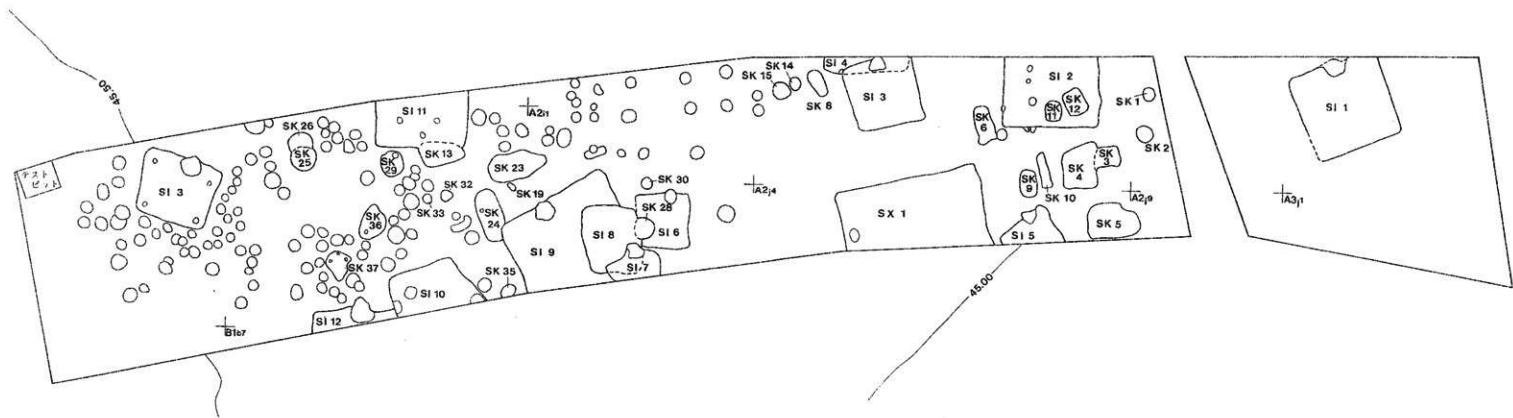 45.50
テスト
ピット
SI 3
SK 26
SK
25
SI 11
SK
29
SK 13
A2i1
SK 23
SK 19
SK 32
SK 33
SK
24
SK
36
SK 37
SI 12
SI 10
SK 35
B1b7
SI 9
SI 8
SK 30
SK 28
SI 6
SI 7
A2j4
SK 15
SK 14
SK 8
SI 4
SI 3
SX 1
SI 2
SK
11
SK
12
SK
6
SK 1
SK 2
SK
3
SK
4
SK
9
SK 10
A2j9
SI 5
SK 5
45.00
SI 1
A3j1